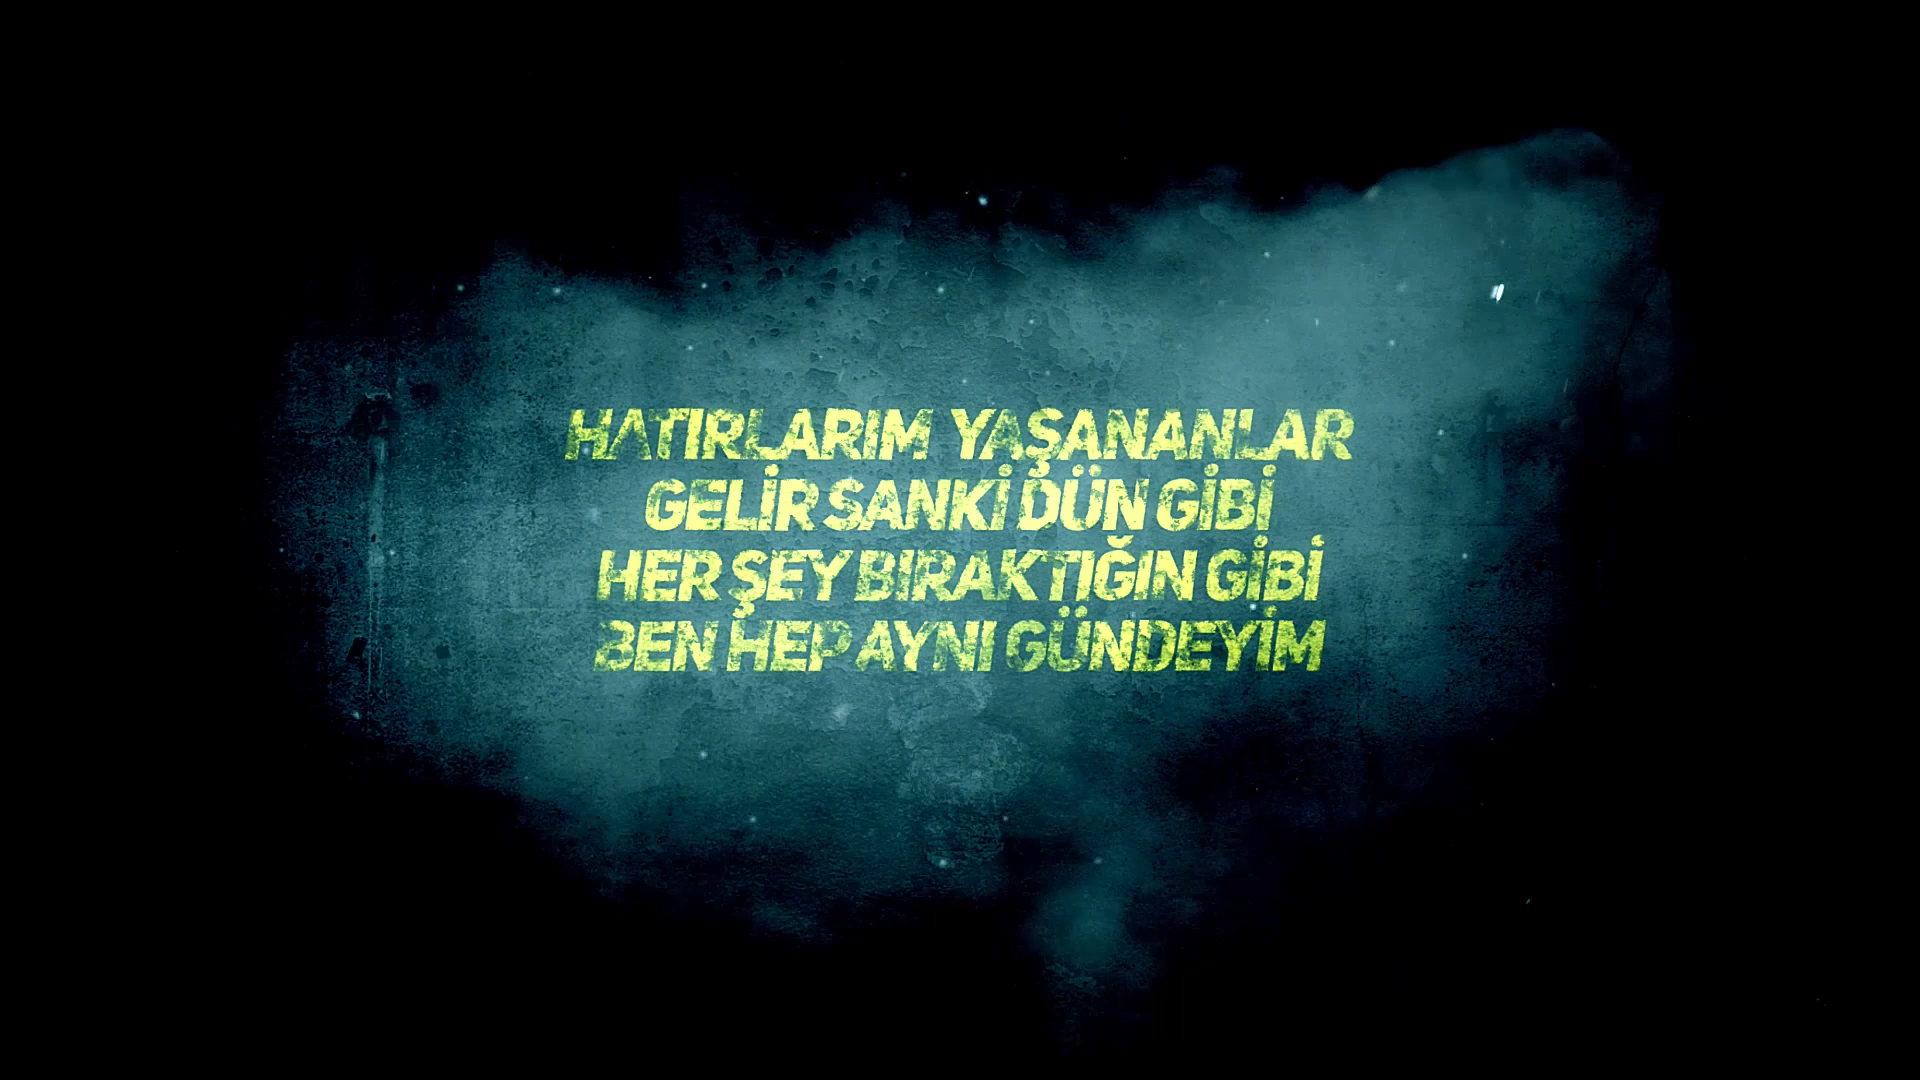 HATIRLARIM YAŞANANLAR
GELİR SANKİ DÜN GİBİ
HER ŞEY BIRAKTIĞIN GİBİ
BEN HEP AYNI GÜNDEYİM